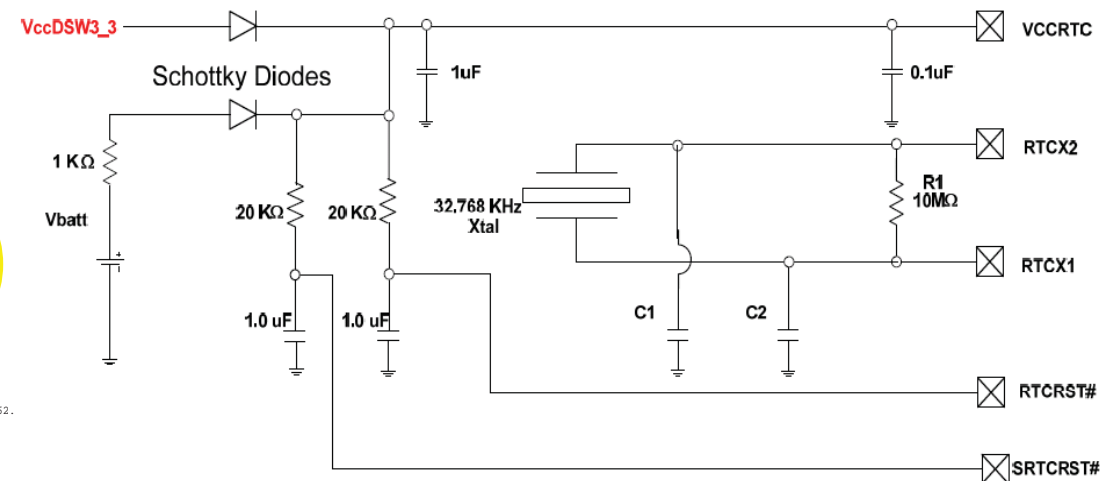 VccDSW3_3
VCCRTC
1uF
0.1uF
Schottky Diodes
RTCX2
1 KΩ
R1
10MΩ
20 KΩ
20 KΩ
32.768 KHz
Xtal
Vbatt
+
RTCX1
C1
C2
1.0 uF
1.0 uF
RTCRST#
52.
SRTCRST#